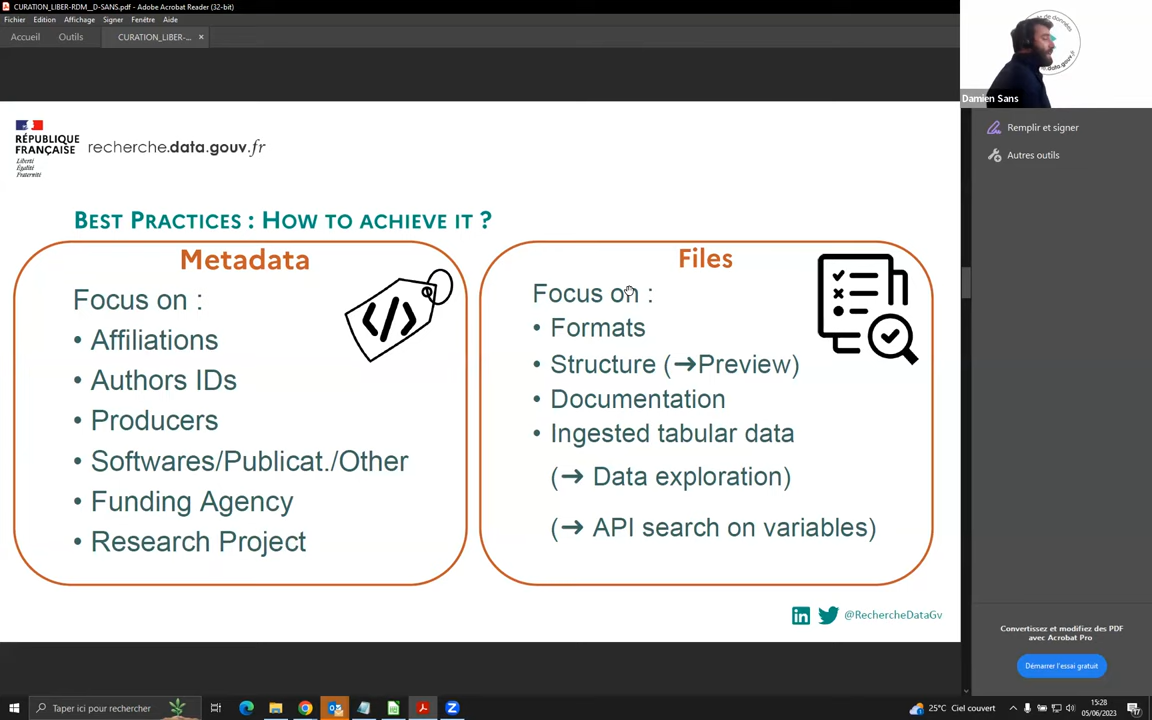 CURATION_LIBER-RDM__D-SANS.pdf - Adobe Acrobat Reader (32-bit)
Fichier Edition Affichage Signer Fenêtre Aide
Accueil Outils CURATION_LIBER-... ×
Damien Sans
Remplir et signer
Autres outils
RÉPUBLIQUE
FRANÇAISE
Liberté
Égalité
Fraternité
recherche.data.gouv.fr
BEST PRACTICES : HOW TO ACHIEVE IT ?
Metadata
Focus on :
• Affiliations
• Authors IDs
• Producers
• Softwares/Publicat./Other
• Funding Agency
• Research Project
Files
Focus on :
• Formats
• Structure (➔Preview)
• Documentation
• Ingested tabular data
(➔ Data exploration)
(➔ API search on variables)
@RechercheDataGv
Convertissez et modifiez des PDF
avec Acrobat Pro
Démarrer l'essai gratuit
Taper ici pour rechercher
25°C Ciel couvert
15:28
05/06/2023